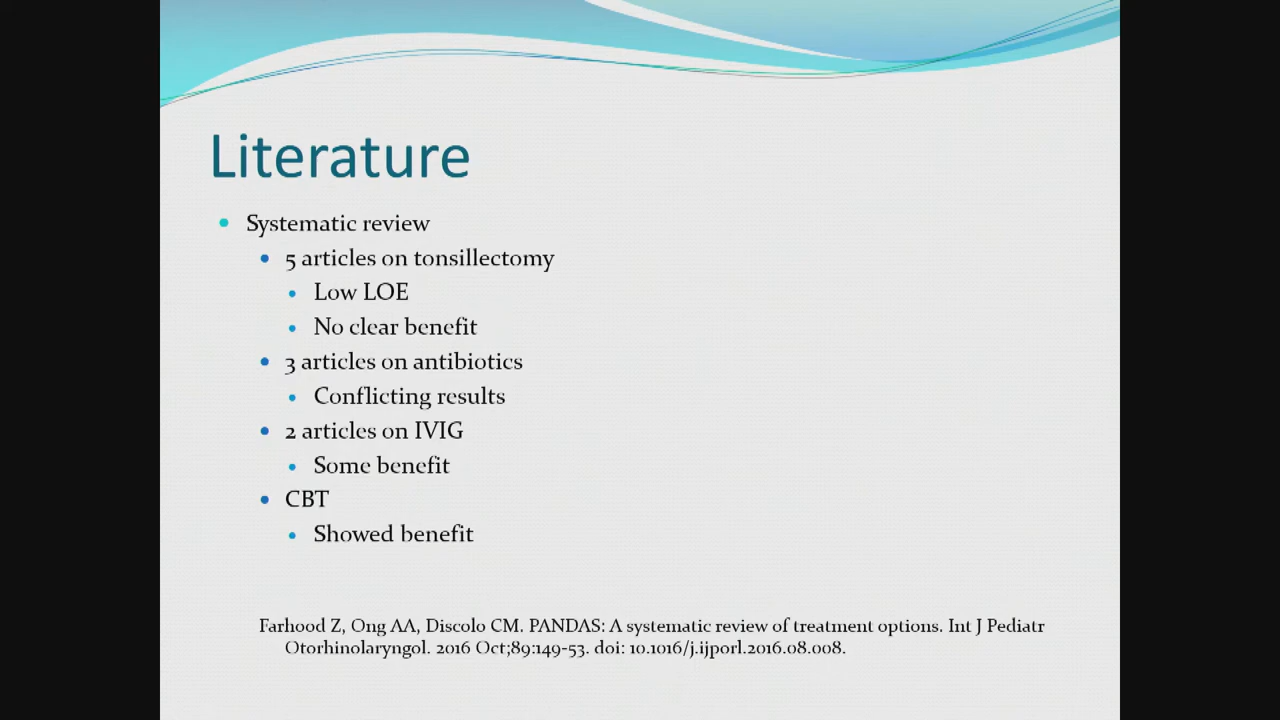 Literature
Systematic review
5 articles on tonsillectomy
Low LOE
No clear benefit
3 articles on antibiotics
Conflicting results
2 articles on IVIG
Some benefit
CBT
Showed benefit
Farhood Z, Ong AA, Discolo CM. PANDAS: A systematic review of treatment options. Int J Pediatr
Otorhinolaryngol. 2016 Oct;89:149-53. doi: 10.1016/j.ijporl.2016.08.008.